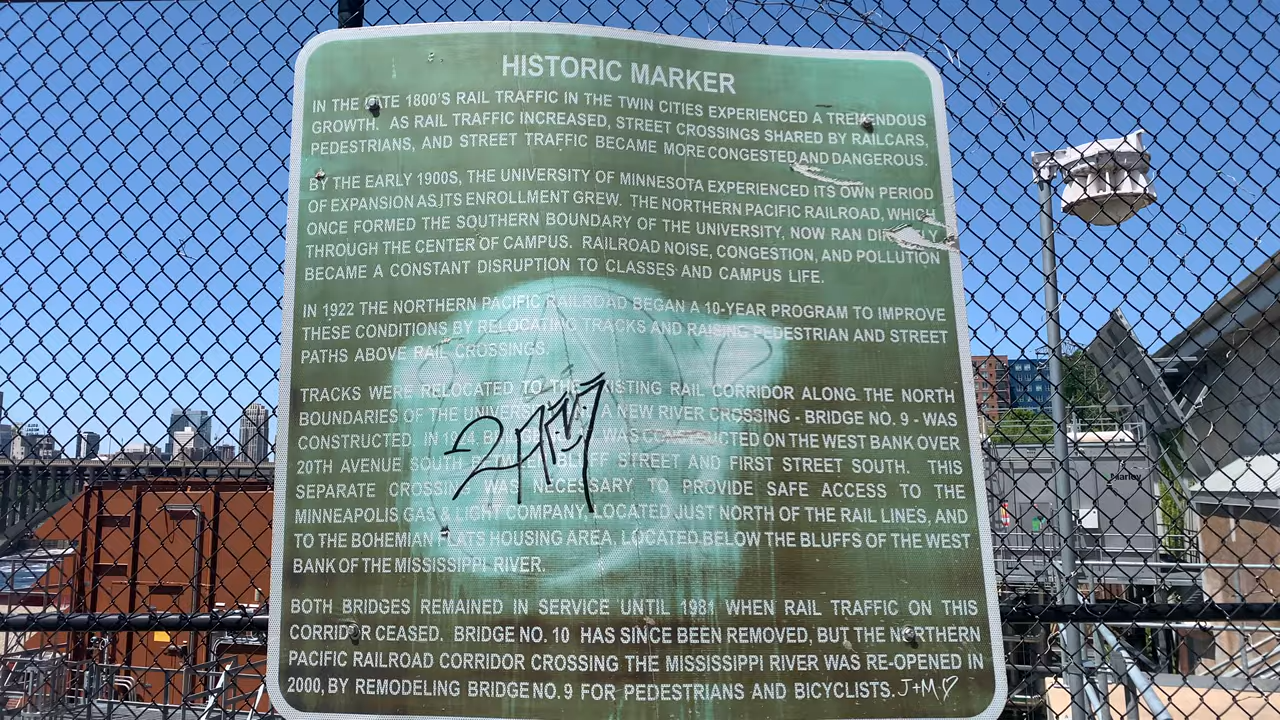 HISTORIC MARKER
IN THE LATE 1800'S RAIL TRAFFIC IN THE TWIN CITIES EXPERIENCED A TREMENDOUS
GROWTH. AS RAIL TRAFFIC INCREASED, STREET CROSSINGS SHARED BY RAILCARS,
PEDESTRIANS, AND STREET TRAFFIC BECAME MORE CONGESTED AND DANGEROUS.
BY THE EARLY 1900S, THE UNIVERSITY OF MINNESOTA EXPERIENCED ITS OWN PERIOD
OF EXPANSION AS ITS ENROLLMENT GREW. THE NORTHERN PACIFIC RAILROAD, WHICH
ONCE FORMED THE SOUTHERN BOUNDARY OF THE UNIVERSITY, NOW RAN DIRECTLY
THROUGH THE CENTER OF CAMPUS. RAILROAD NOISE, CONGESTION, AND POLLUTION
BECAME A CONSTANT DISRUPTION TO CLASSES AND CAMPUS LIFE.
IN 1922 THE NORTHERN PACIFIC RAILROAD BEGAN A 10-YEAR PROGRAM TO IMPROVE
THESE CONDITIONS BY RELOCATING TRACKS AND RAISING PEDESTRIAN AND STREET
PATHS ABOVE RAIL CROSSINGS.
TRACKS WERE RELOCATED TO THE EXISTING RAIL CORRIDOR ALONG THE NORTH
BOUNDARIES OF THE UNIVERSITY A NEW RIVER CROSSING - BRIDGE NO. 9 - WAS
CONSTRUCTED. IN 1924, BRIDGE WAS CONSTRUCTED ON THE WEST BANK OVER
20TH AVENUE SOUTH BETWEEN BLUFF STREET AND FIRST STREET SOUTH. THIS
SEPARATE CROSSING WAS NECESSARY TO PROVIDE SAFE ACCESS TO THE
MINNEAPOLIS GAS & LIGHT COMPANY, LOCATED JUST NORTH OF THE RAIL LINES, AND
TO THE BOHEMIAN FLATS HOUSING AREA, LOCATED BELOW THE BLUFFS OF THE WEST
BANK OF THE MISSISSIPPI RIVER.
BOTH BRIDGES REMAINED IN SERVICE UNTIL 1981 WHEN RAIL TRAFFIC ON THIS
CORRIDOR CEASED. BRIDGE NO. 10 HAS SINCE BEEN REMOVED, BUT THE NORTHERN
PACIFIC RAILROAD CORRIDOR CROSSING THE MISSISSIPPI RIVER WAS RE-OPENED IN
2000, BY REMODELING BRIDGE NO. 9 FOR PEDESTRIANS AND BICYCLISTS. J+M♡
Marley